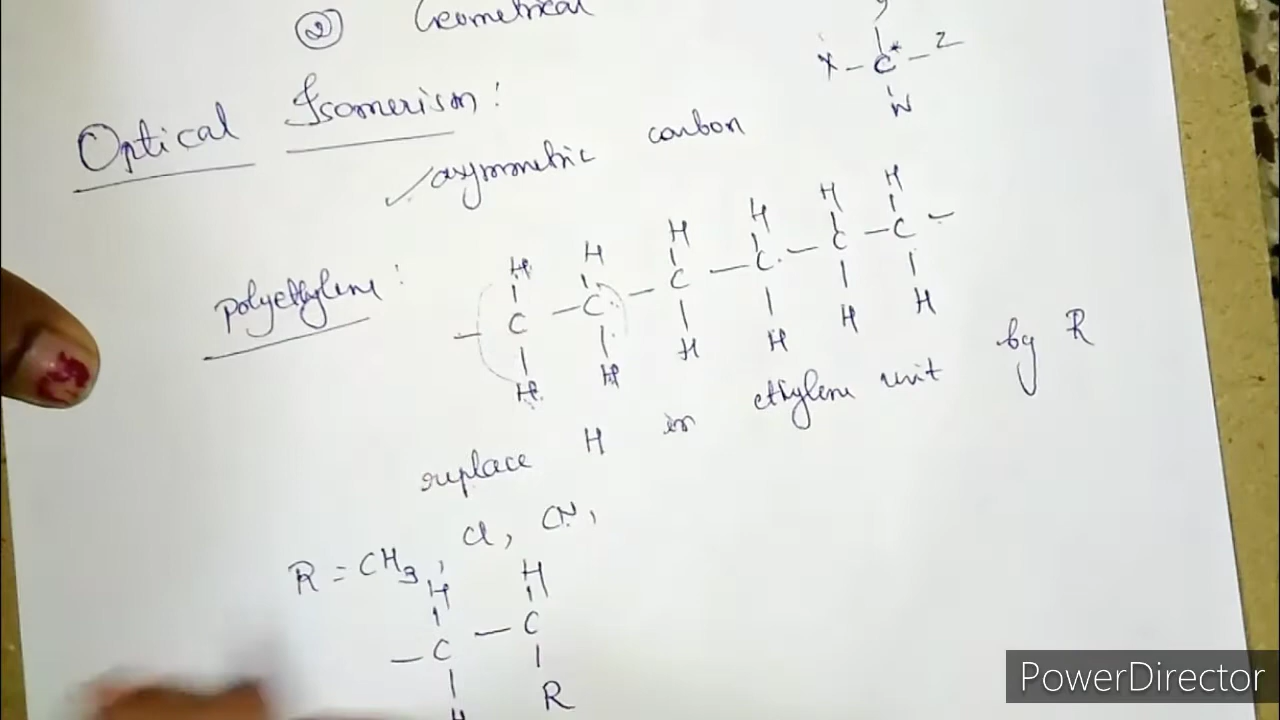 ② Geometrical
Optical Isomerism:
✓asymmetric carbon
y
|
x – C* – z
|
W
polyethylene:
H H H H H H
| | | | | |
– C – C – C – C – C – C –
| | | | | |
H H H H H H
replace H in ethylene unit by R
R = CH3, Cl, CN,
H H
| |
– C – C
| |
H R
PowerDirector